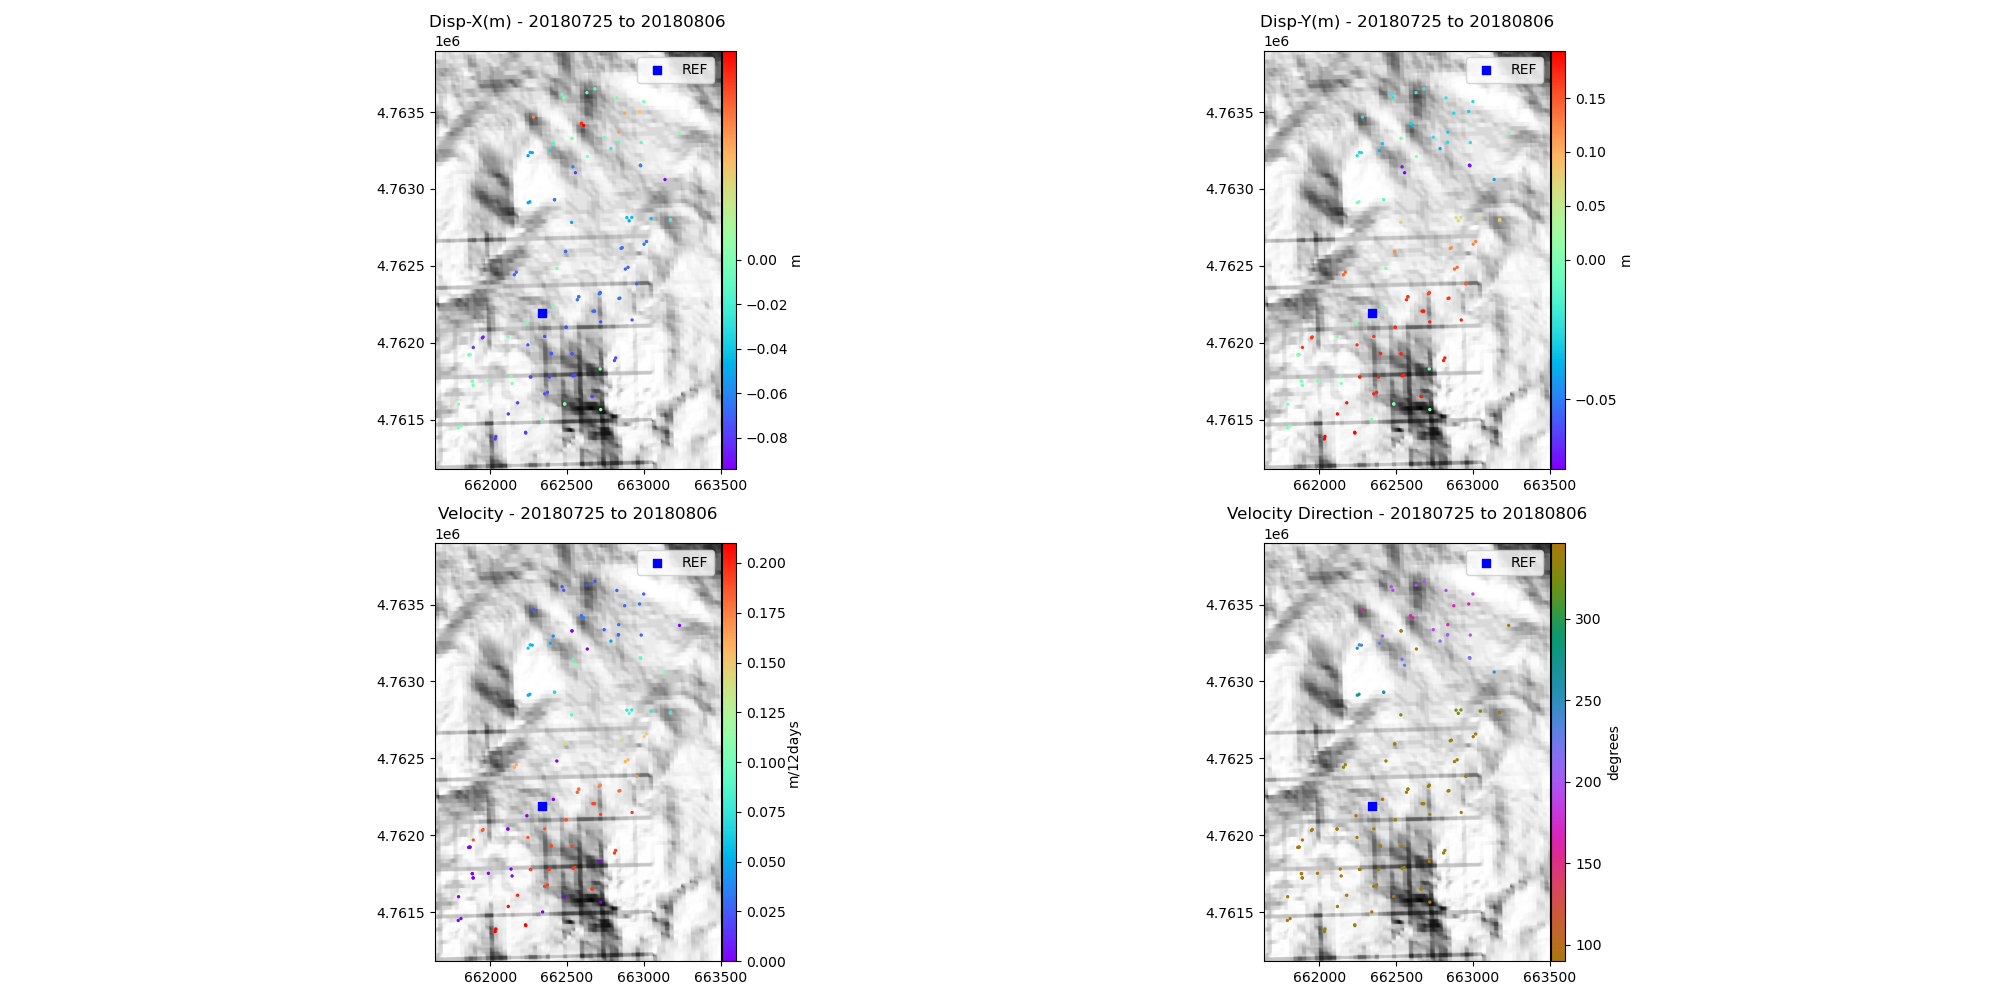 Disp-X(m) - 20180725 to 20180806
1e6
REF
4.7635
4.7630
4.7625
4.7620
4.7615
662000 662500 663000 663500
0.00
−0.02
−0.04
−0.06
−0.08
m
Disp-Y(m) - 20180725 to 20180806
1e6
REF
4.7635
4.7630
4.7625
4.7620
4.7615
662000 662500 663000 663500
0.15
0.10
0.05
0.00
−0.05
m
Velocity - 20180725 to 20180806
1e6
REF
4.7635
4.7630
4.7625
4.7620
4.7615
662000 662500 663000 663500
0.200
0.175
0.150
0.125
0.100
0.075
0.050
0.025
0.000
m/12days
Velocity Direction - 20180725 to 20180806
1e6
REF
4.7635
4.7630
4.7625
4.7620
4.7615
662000 662500 663000 663500
300
250
200
150
100
degrees